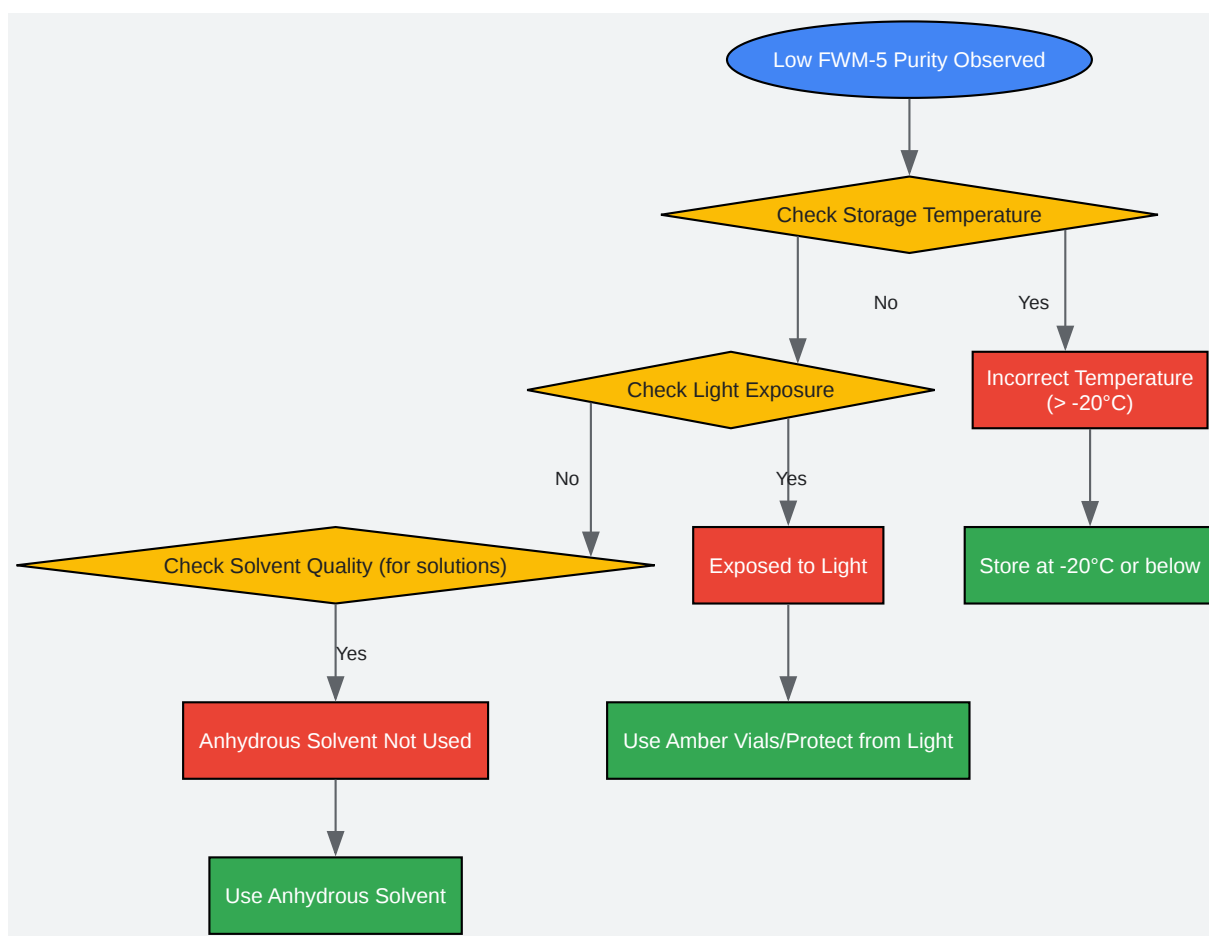 Low FWM-5 Purity Observed
Check Storage Temperature
No
Yes
Check Light Exposure
Incorrect Temperature
(> -20°C)
No
Yes
Check Solvent Quality (for solutions)
Exposed to Light
Store at -20°C or below
Yes
Anhydrous Solvent Not Used
Use Amber Vials/Protect from Light
Use Anhydrous Solvent